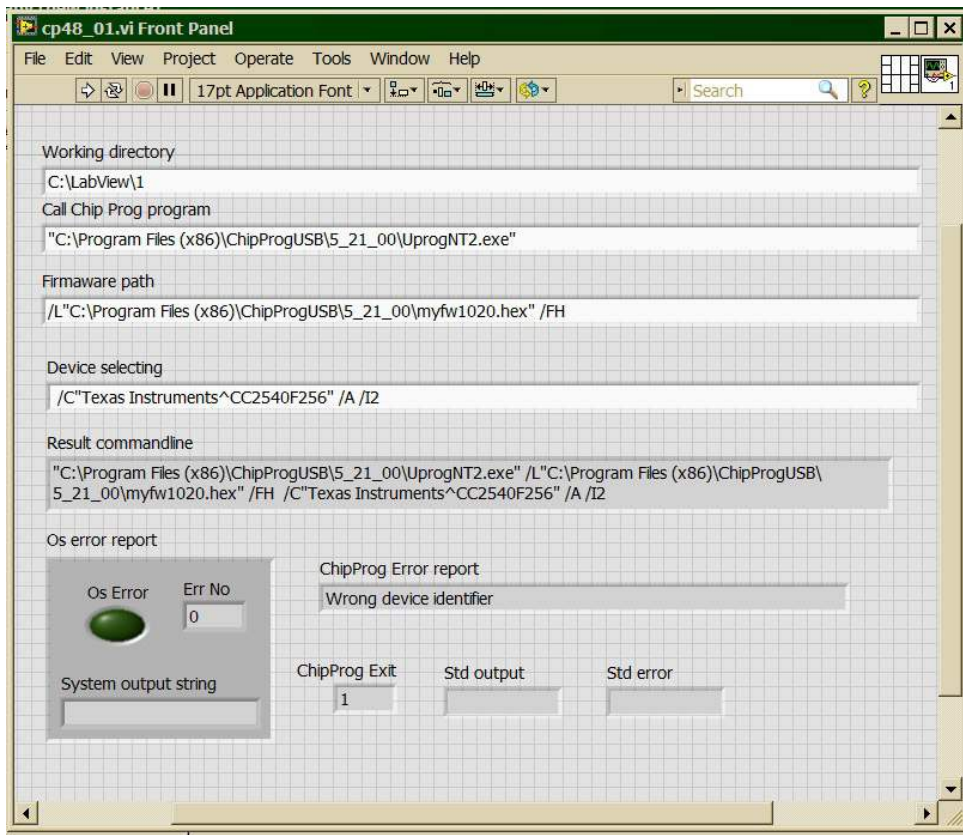 cp48_01.vi Front Panel
File Edit View Project Operate Tools Window Help
17pt Application Font
Search
1
Working directory
C:\LabView\1
Call Chip Prog program
"C:\Program Files (x86)\ChipProgUSB\5_21_00\UprogNT2.exe"
Firmaware path
/L"C:\Program Files (x86)\ChipProgUSB\5_21_00\myfw1020.hex" /FH
Device selecting
/C"Texas Instruments^CC2540F256" /A /I2
Result commandline
"C:\Program Files (x86)\ChipProgUSB\5_21_00\UprogNT2.exe" /L"C:\Program Files (x86)\ChipProgUSB\
5_21_00\myfw1020.hex" /FH /C"Texas Instruments^CC2540F256" /A /I2
Os error report
Os Error
Err No
0
System output string
ChipProg Error report
Wrong device identifier
ChipProg Exit
1
Std output
Std error